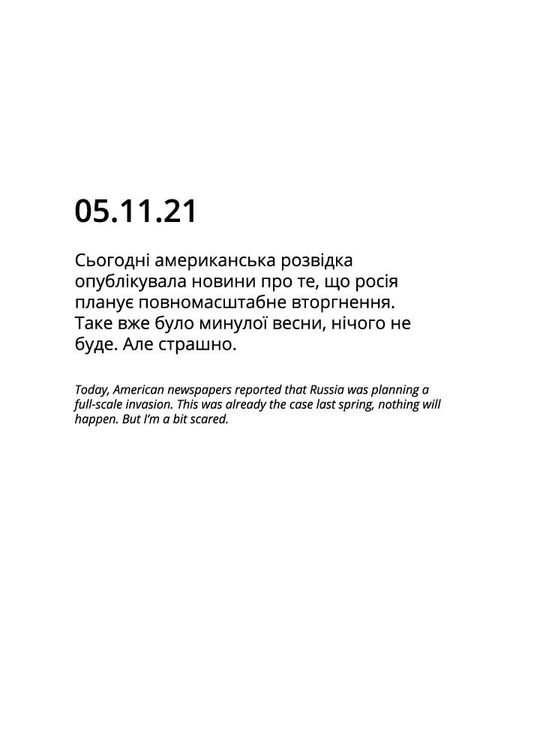 05.11.21
Сьогодні американська розвідка
опублікувала новини про те, що росія
планує повномасштабне вторгнення.
Таке вже було минулої весни, нічого не
буде. Але страшно.
Today, American newspapers reported that Russia was planning a
full-scale invasion. This was already the case last spring, nothing will
happen. But I’m a bit scared.